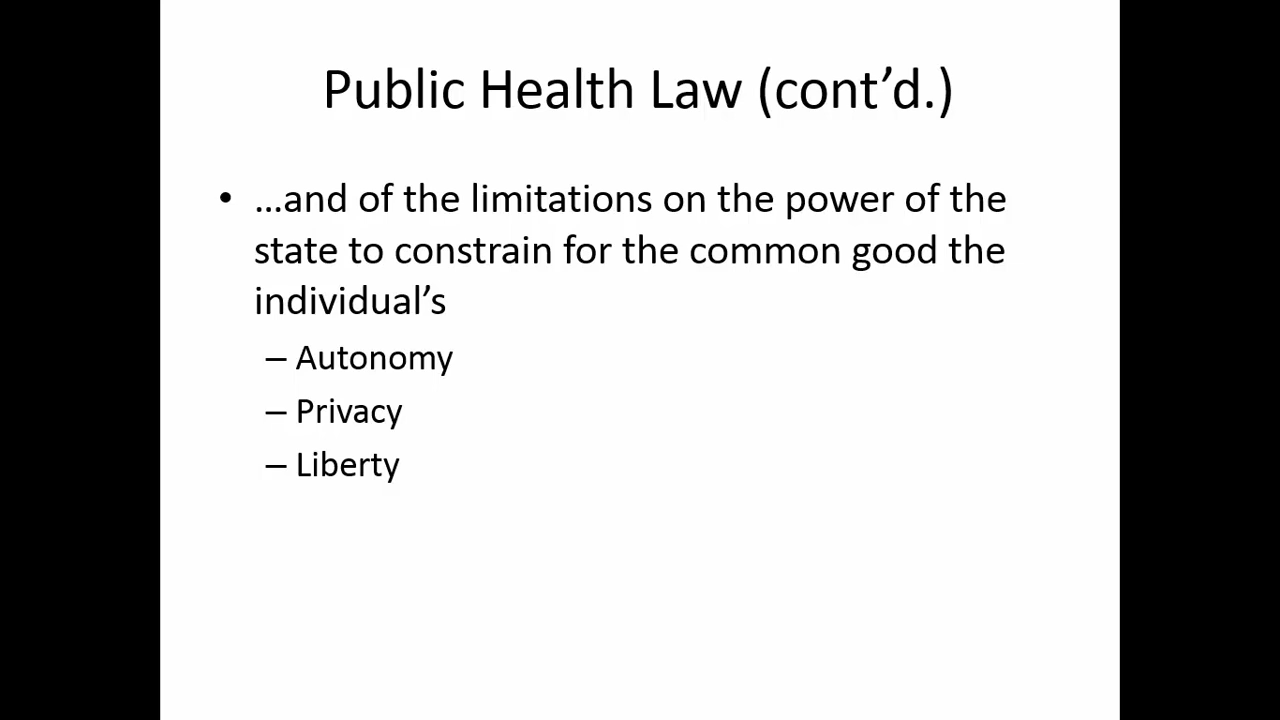 Public Health Law (cont’d.)
• …and of the limitations on the power of the
state to constrain for the common good the
individual’s
– Autonomy
– Privacy
– Liberty